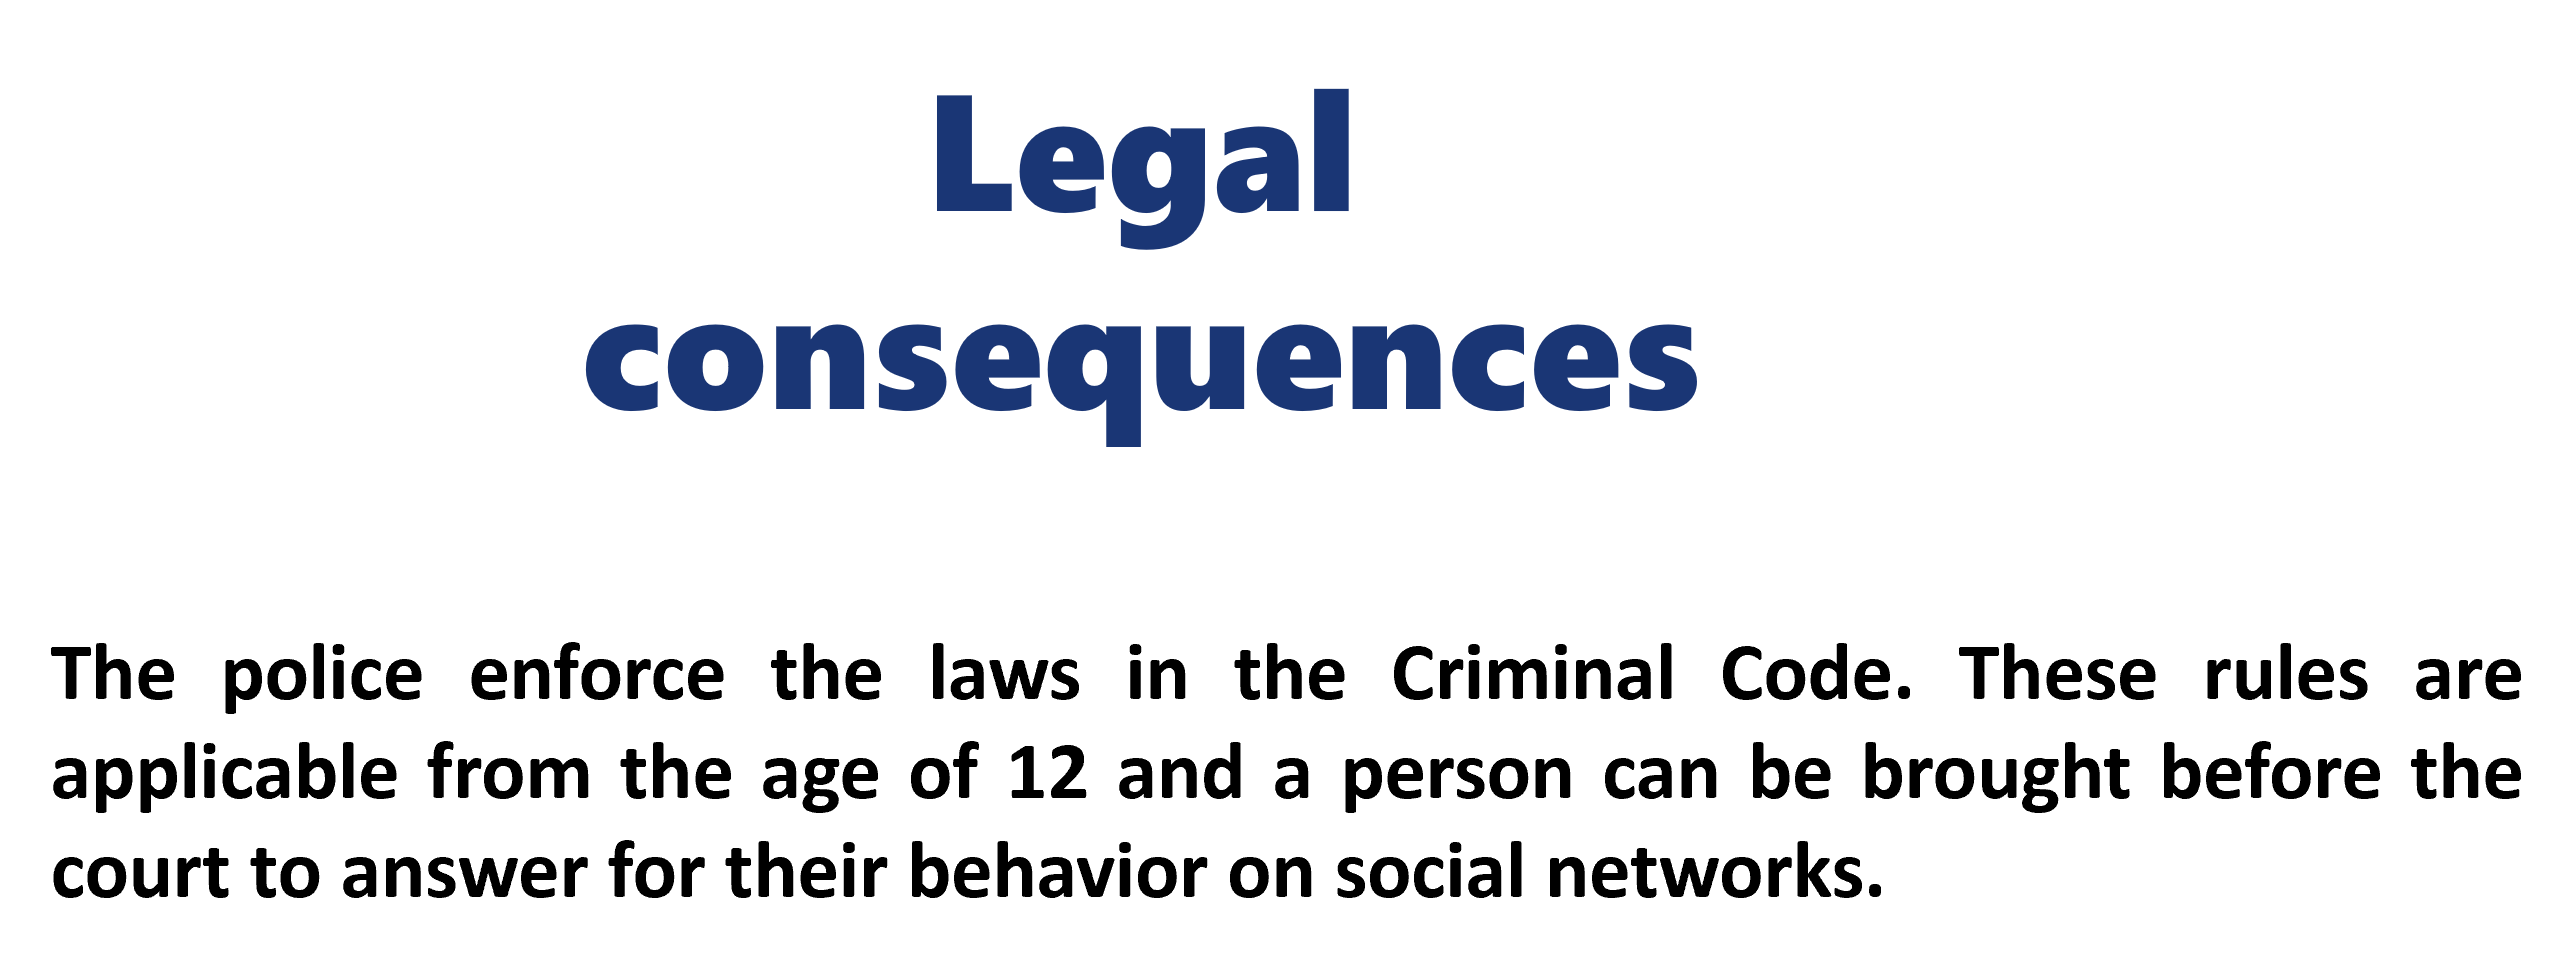 Legal
consequences
The police enforce the laws in the Criminal Code. These rules are
applicable from the age of 12 and a person can be brought before the
court to answer for their behavior on social networks.